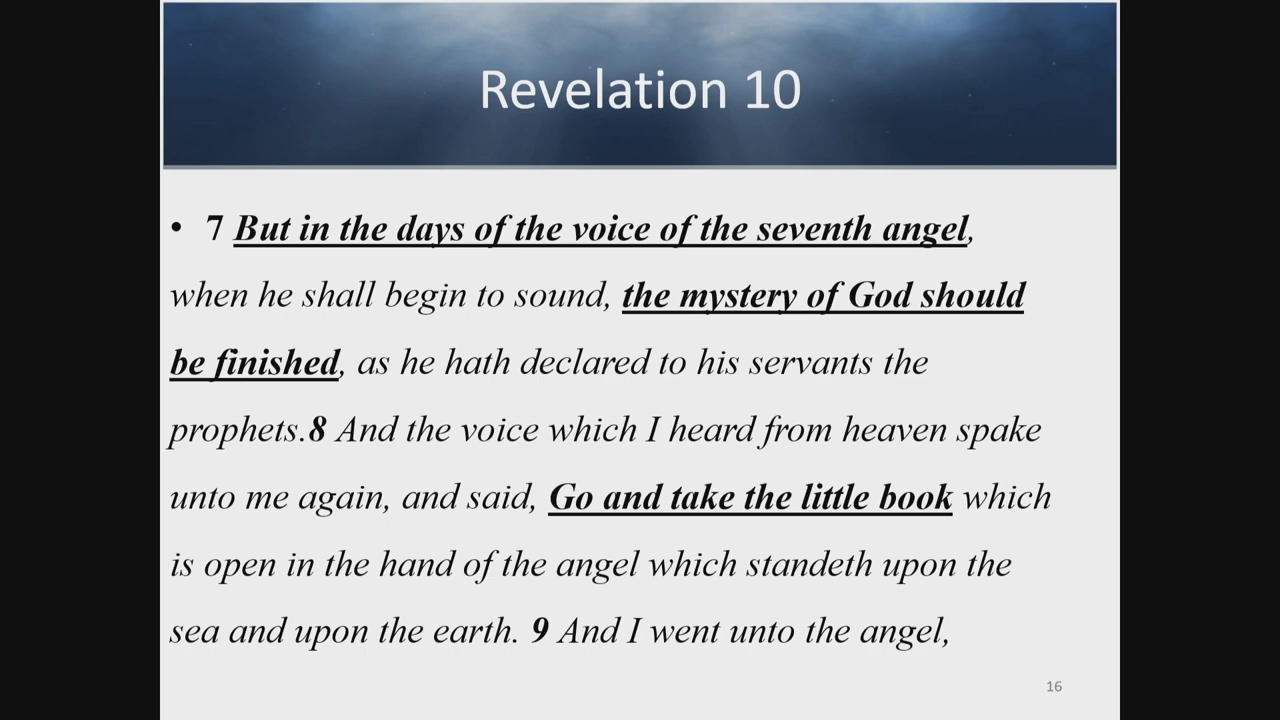 Revelation 10
• 7 But in the days of the voice of the seventh angel,
when he shall begin to sound, the mystery of God should
be finished, as he hath declared to his servants the
prophets.8 And the voice which I heard from heaven spake
unto me again, and said, Go and take the little book which
is open in the hand of the angel which standeth upon the
sea and upon the earth. 9 And I went unto the angel,
16